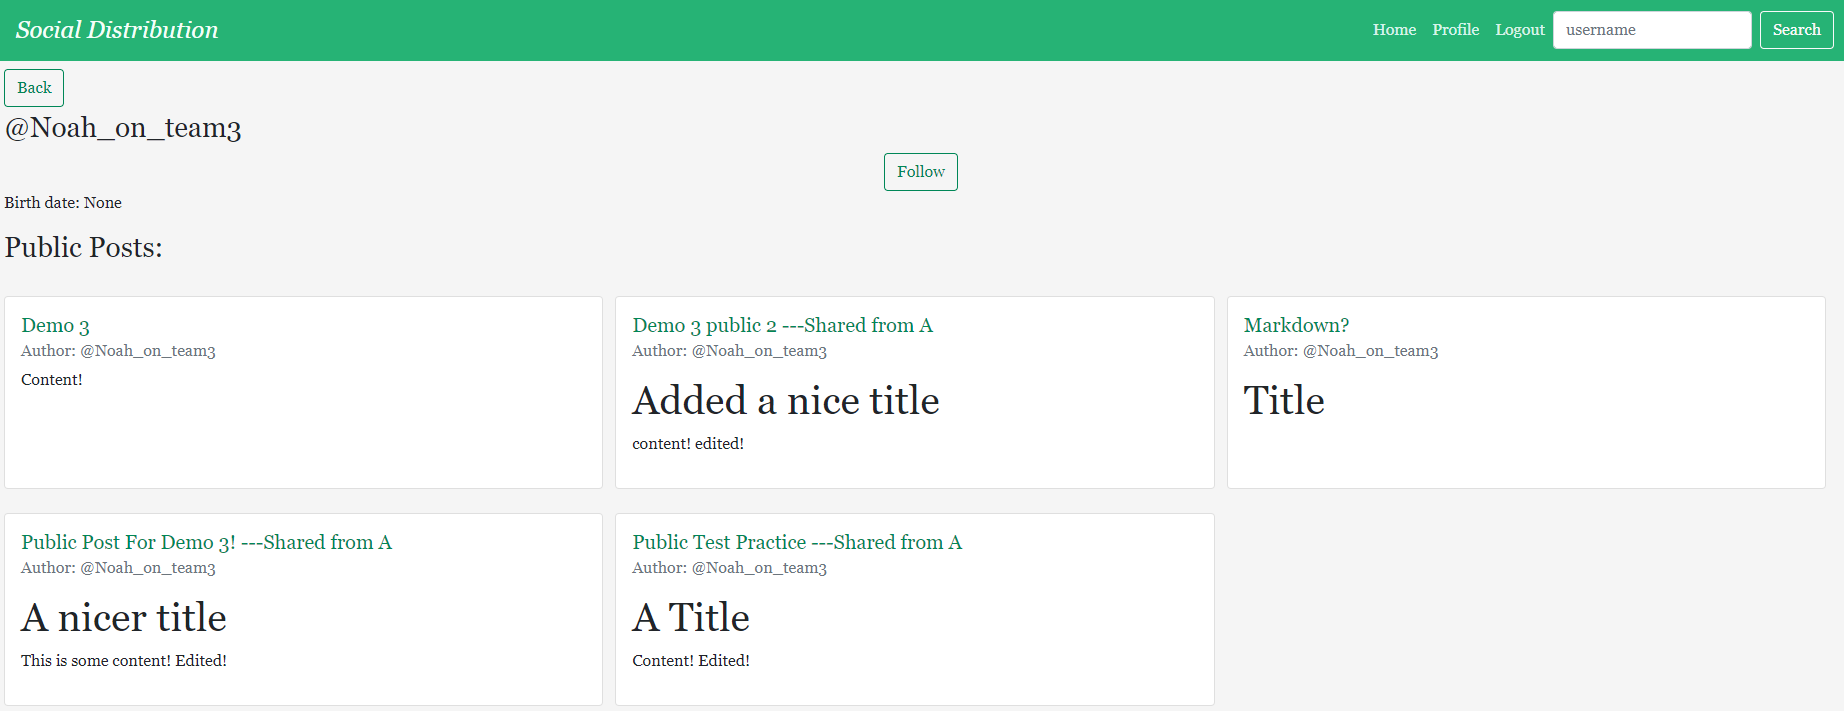 Social Distribution
Home Profile Logout username Search
Back
@Noah_on_team3
Follow
Birth date: None
Public Posts:
Demo 3
Author: @Noah_on_team3
Content!
Demo 3 public 2 ---Shared from A
Author: @Noah_on_team3
Added a nice title
content! edited!
Markdown?
Author: @Noah_on_team3
Title
Public Post For Demo 3! ---Shared from A
Author: @Noah_on_team3
A nicer title
This is some content! Edited!
Public Test Practice ---Shared from A
Author: @Noah_on_team3
A Title
Content! Edited!